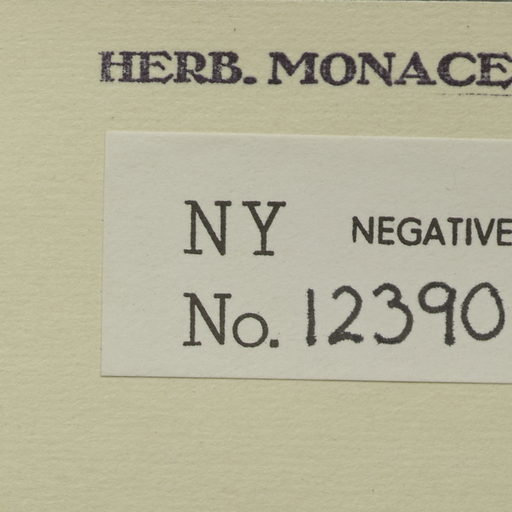 HERB. MONACE
NY NEGATIVE
No. 12390